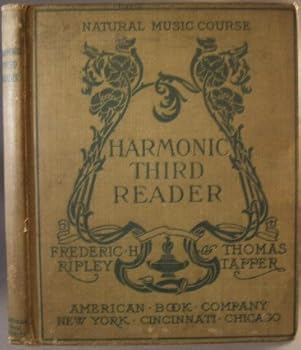 NATURAL MUSIC COURSE
HARMONIC
THIRD
READER
FREDERIC · H RIPLEY
& THOMAS TAPPER
AMERICAN · BOOK · COMPANY
NEW YORK · CINCINNATI · CHICAGO